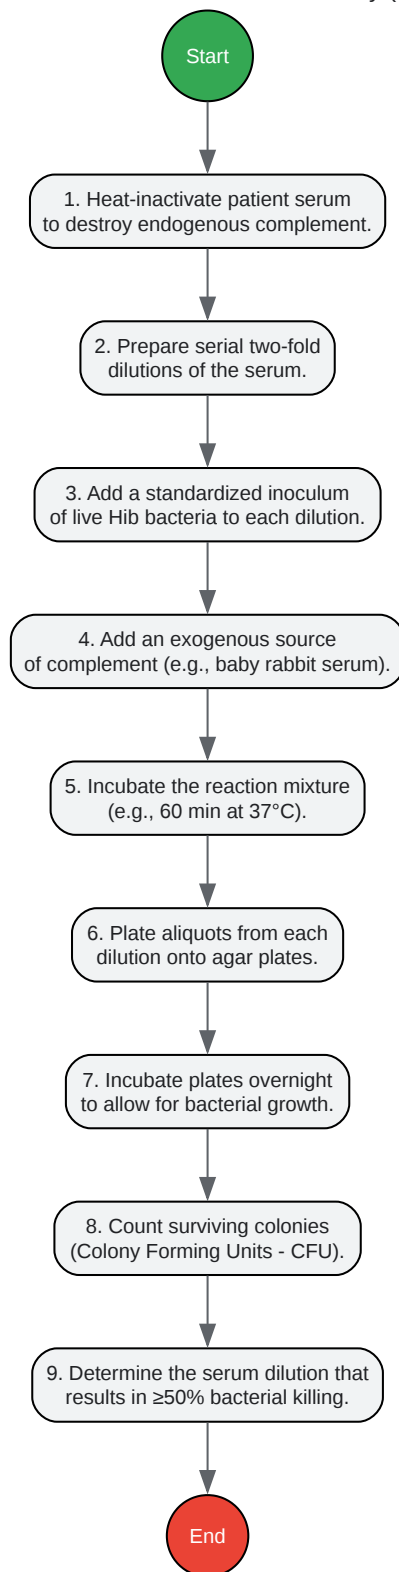 y (
Start
1. Heat-inactivate patient serum
to destroy endogenous complement.
2. Prepare serial two-fold
dilutions of the serum.
3. Add a standardized inoculum
of live Hib bacteria to each dilution.
4. Add an exogenous source
of complement (e.g., baby rabbit serum).
5. Incubate the reaction mixture
(e.g., 60 min at 37°C).
6. Plate aliquots from each
dilution onto agar plates.
7. Incubate plates overnight
to allow for bacterial growth.
8. Count surviving colonies
(Colony Forming Units - CFU).
9. Determine the serum dilution that
results in ≥50% bacterial killing.
End